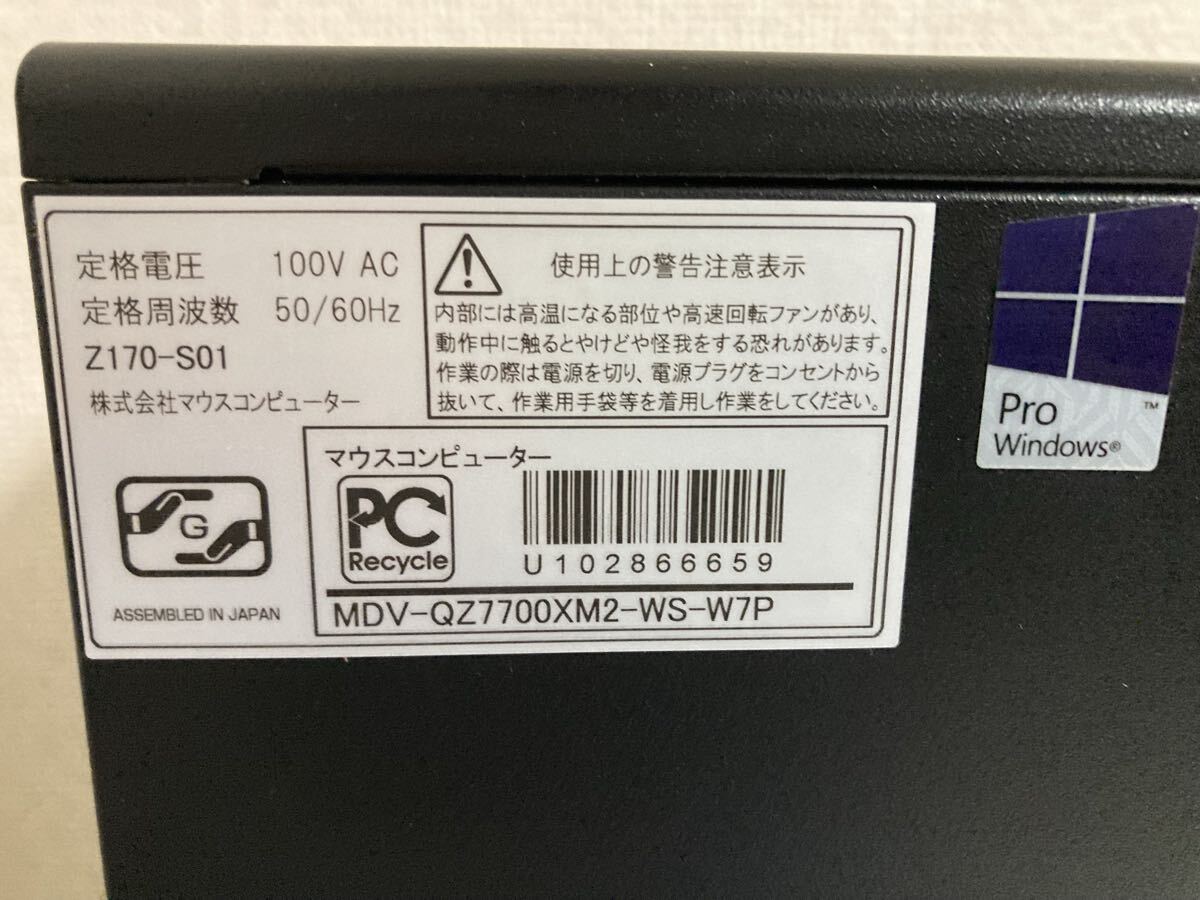 定格電圧 100V AC
定格周波数 50/60Hz
Z170-S01
株式会社マウスコンピューター
使用上の警告注意表示
内部には高温になる部位や高速回転ファンがあり、
動作中に触るとやけどや怪我をする恐れがあります。
作業の際は電源を切り、電源プラグをコンセントから
抜いて、作業用手袋等を着用し作業をしてください。
G
ASSEMBLED IN JAPAN
マウスコンピューター
PC
Recycle
U102866659
MDV-QZ7700XM2-WS-W7P
Pro ™
Windows®